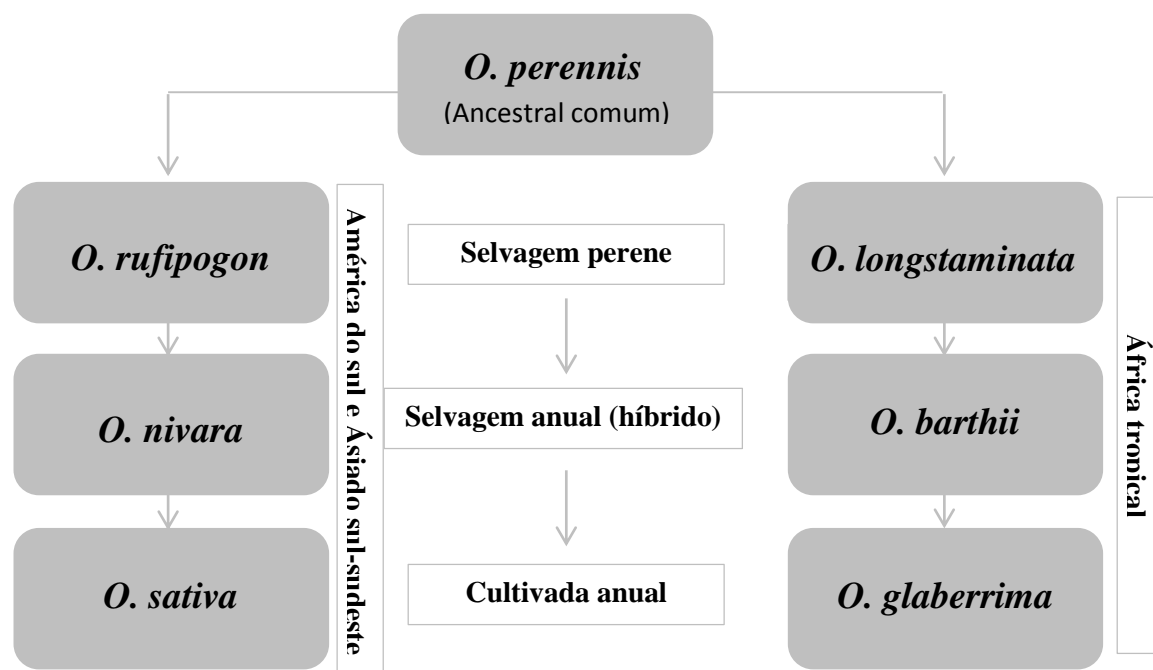 O. perennis
(Ancestral comum)
O. rufipogon
América do sul e Ásiado sul-sudeste
Selvagem perene
O. longstaminata
África tropical
O. nivara
Selvagem anual (híbrido)
O. barthii
O. sativa
Cultivada anual
O. glaberrima